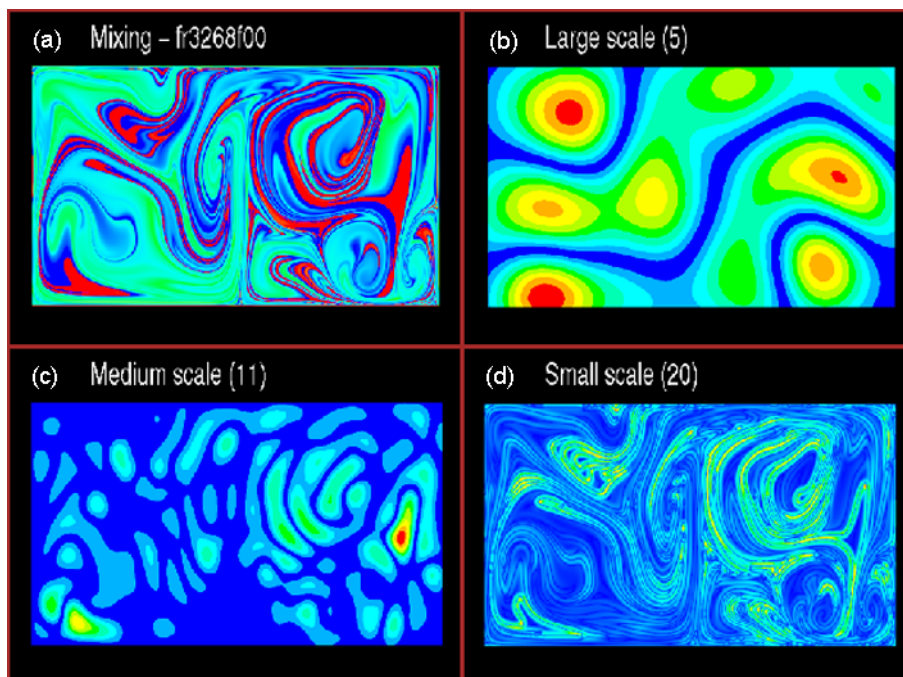 (a) Mixing – fr3268f00
(b) Large scale (5)
(c) Medium scale (11)
(d) Small scale (20)